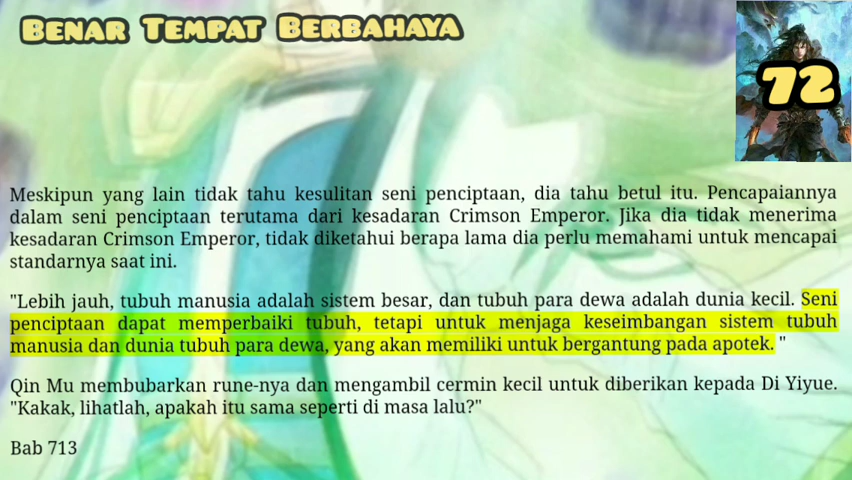 Benar Tempat Berbahaya
72
Meskipun yang lain tidak tahu kesulitan seni penciptaan, dia tahu betul itu. Pencapaiannya
dalam seni penciptaan terutama dari kesadaran Crimson Emperor. Jika dia tidak menerima
kesadaran Crimson Emperor, tidak diketahui berapa lama dia perlu memahami untuk mencapai
standarnya saat ini.
"Lebih jauh, tubuh manusia adalah sistem besar, dan tubuh para dewa adalah dunia kecil. Seni
penciptaan dapat memperbaiki tubuh, tetapi untuk menjaga keseimbangan sistem tubuh
manusia dan dunia tubuh para dewa, yang akan memiliki untuk bergantung pada apotek. "
Qin Mu membubarkan rune-nya dan mengambil cermin kecil untuk diberikan kepada Di Yiyue.
"Kakak, lihatlah, apakah itu sama seperti di masa lalu?"
Bab 713